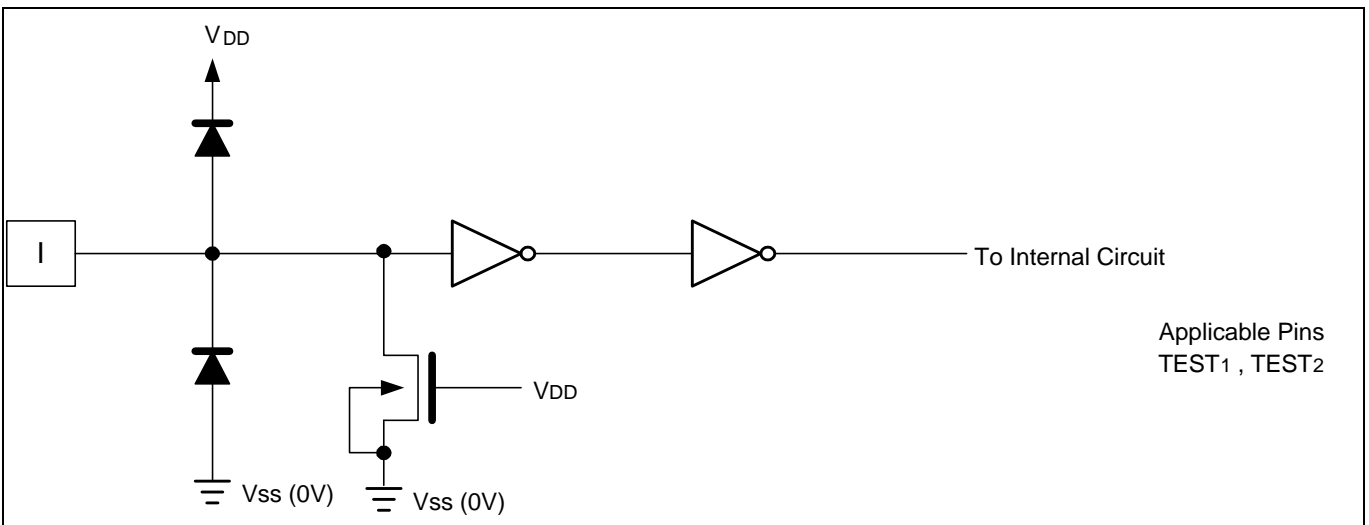 VDD
I
To Internal Circuit
Applicable Pins
TEST1 , TEST2
VDD
Vss (0V)
Vss (0V)